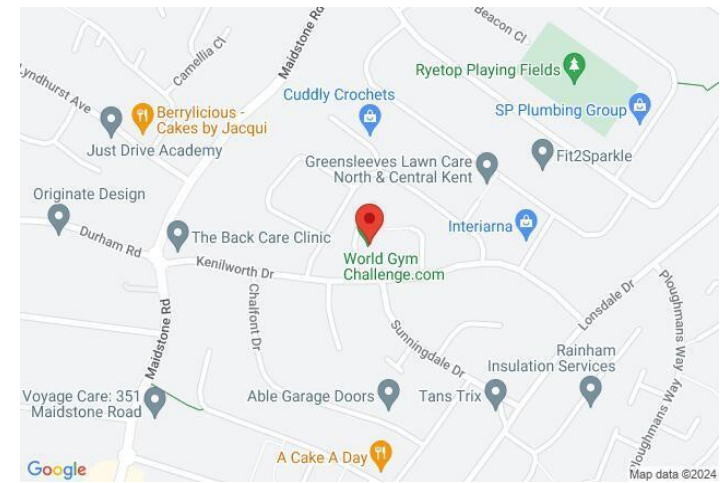 Beacon Cl
Maidstone Rd
Camellia Cl
Ryetop Playing Fields
Lyndhurst Ave
Cuddly Crochets
SP Plumbing Group
Berrylicious -
Cakes by Jacqui
Just Drive Academy
Greensleeves Lawn Care
North & Central Kent
Fit2Sparkle
Originate Design
Interiarna
Durham Rd
The Back Care Clinic
World Gym
Challenge.com
Kenilworth Dr
Chalfont Dr
Lonsdale Dr
Ploughmans Way
Maidstone Rd
Sunningdale Dr
Rainham
Insulation Services
Voyage Care: 351
Maidstone Road
Able Garage Doors
Tans Trix
Ploughmans Way
A Cake A Day
Google
Map data ©2024